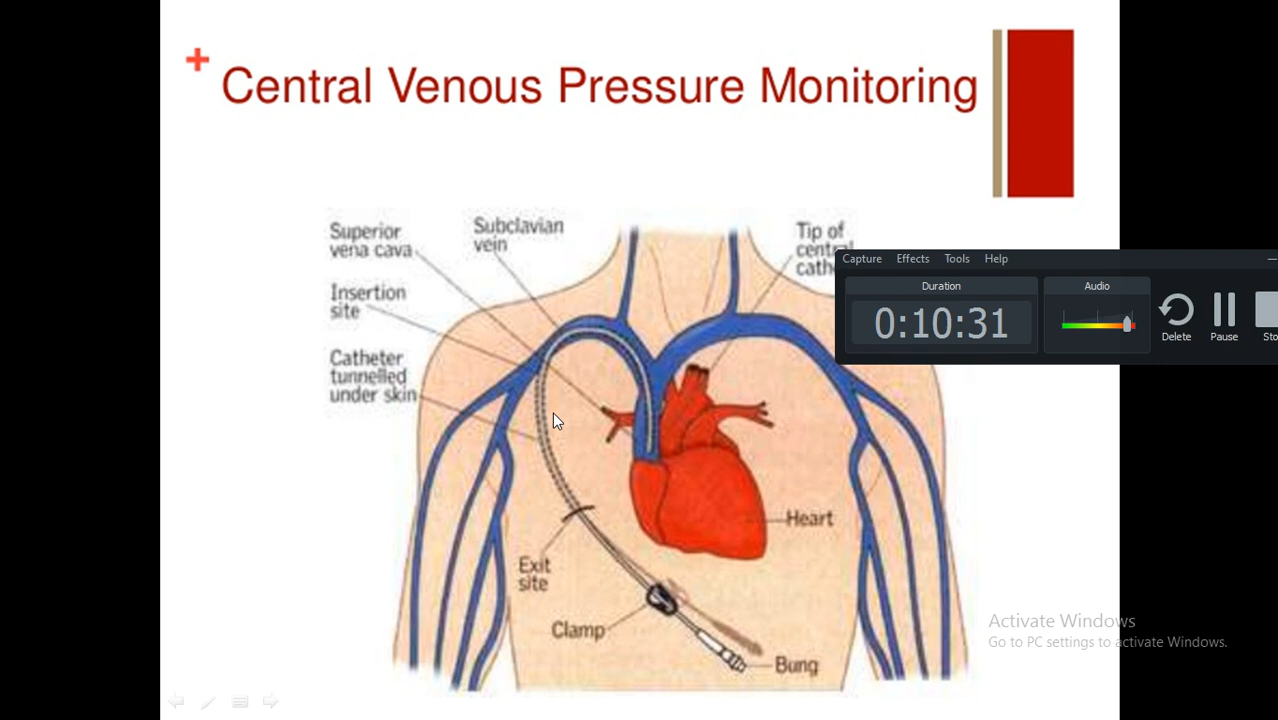 +
Central Venous Pressure Monitoring
Superior
vena cava
Subclavian
vein
Tip of
Insertion
site
Catheter
tunnelled
under skin
Heart
Exit
site
Clamp
Bung
Capture Effects Tools Help
Duration
Audio
0:10:31
Delete
Pause
Activate Windows
Go to PC settings to activate Windows.